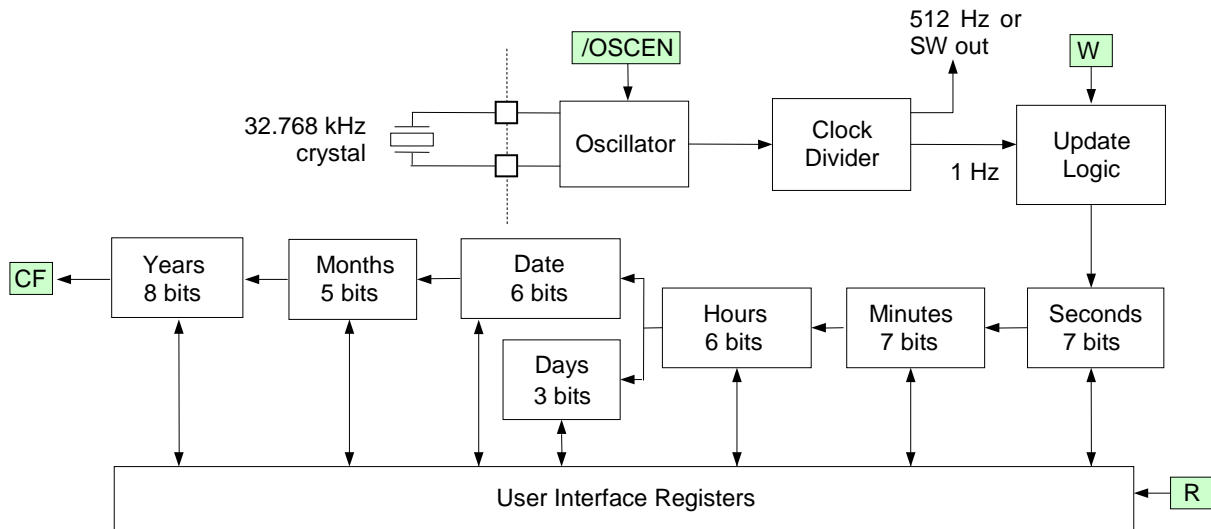 512 Hz or
SW out
/OSCEN
W
32.768 kHz
crystal
Oscillator
Clock
Divider
1 Hz
Update
Logic
CF
Years
8 bits
Months
5 bits
Date
6 bits
Days
3 bits
Hours
6 bits
Minutes
7 bits
Seconds
7 bits
User Interface Registers
R